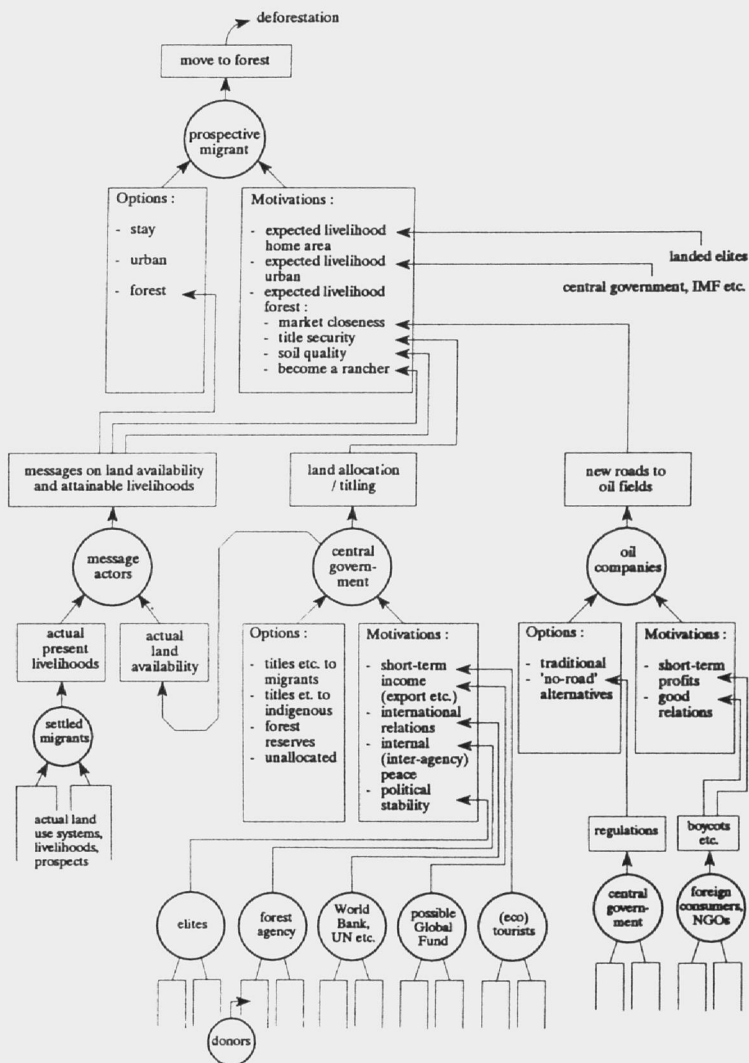 deforestation
move to forest
prospective
migrant
Options :
- stay
- urban
- forest
Motivations :
- expected livelihood
home area
- expected livelihood
urban
- expected livelihood
forest :
- market closeness
- title security
- soil quality
- become a rancher
landed elites
central government, IMF etc.
messages on land availability
and attainable livelihoods
land allocation
/ titling
new roads to
oil fields
message
actors
central
govern-
ment
oil
companies
actual
present
livelihoods
actual
land
availability
Options :
- titles etc. to
migrants
- titles et. to
indigenous
- forest
reserves
- unallocated
Motivations :
- short-term
income
(export etc.)
- international
relations
- internal
(inter-agency)
peace
- political
stability
Options :
- traditional
- 'no-road'
alternatives
Motivations :
- short-term
profits
- good
relations
settled
migrants
actual land
use systems,
livelihoods,
prospects
regulations
boycots
etc.
elites
forest
agency
World
Bank,
UN etc.
possible
Global
Fund
(eco)
tourists
central
govern-
ment
foreign
consumers,
NGOs
donors